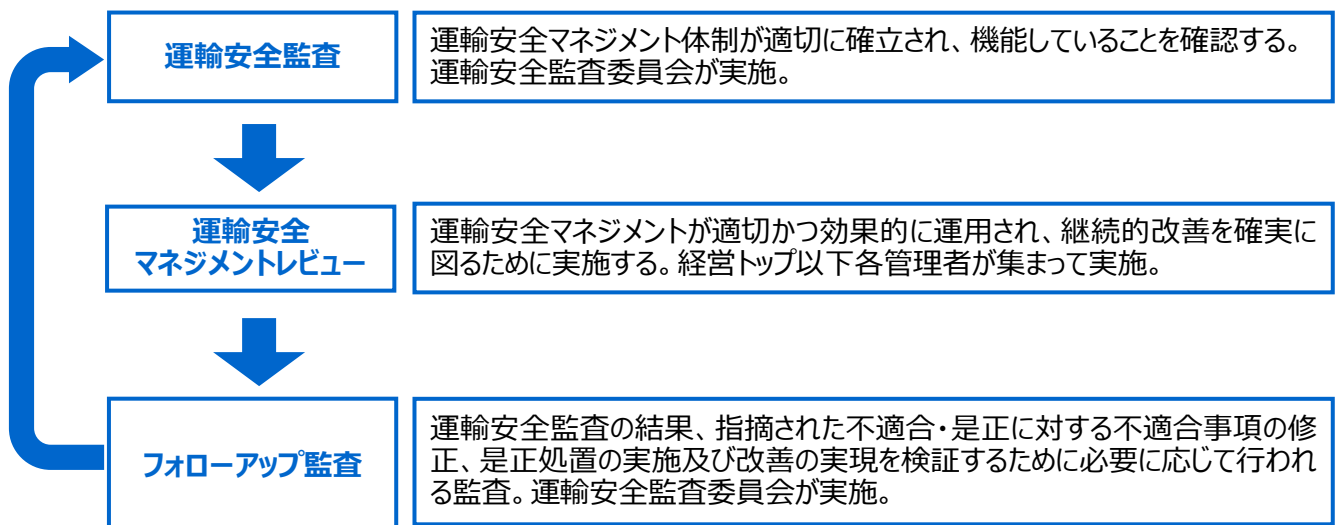 運輸安全監査
運輸安全マネジメント体制が適切に確立され、機能していることを確認する。
運輸安全監査委員会が実施。
運輸安全
マネジメントレビュー
運輸安全マネジメントが適切かつ効果的に運用され、継続的改善を確実に
図るために実施する。経営トップ以下各管理者が集まって実施。
フォローアップ監査
運輸安全監査の結果、指摘された不適合・是正に対する不適合事項の修
正、是正処置の実施及び改善の実現を検証するために必要に応じて行われ
る監査。運輸安全監査委員会が実施。